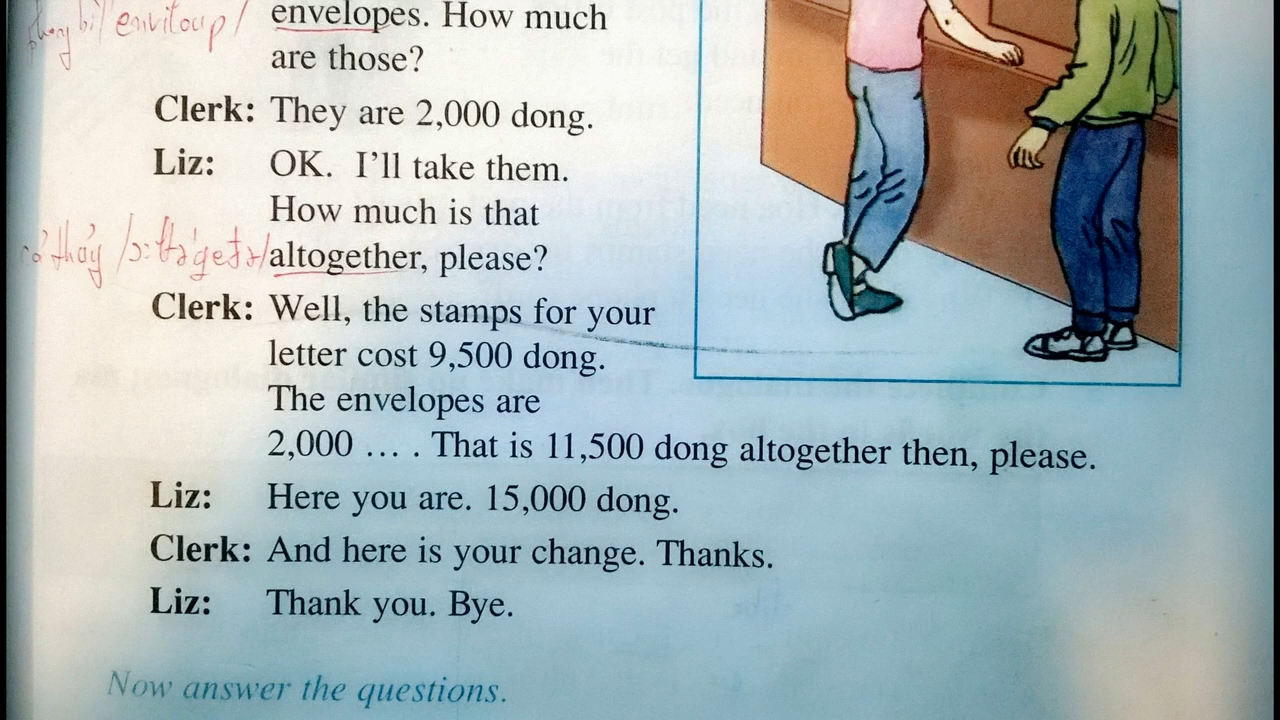 envelopes. How much
are those?
Clerk: They are 2,000 dong.
Liz: OK. I'll take them.
How much is that
altogether, please?
Clerk: Well, the stamps for your
letter cost 9,500 dong.
The envelopes are
2,000 ... . That is 11,500 dong altogether then, please.
Liz: Here you are. 15,000 dong.
Clerk: And here is your change. Thanks.
Liz: Thank you. Bye.
Now answer the questions.